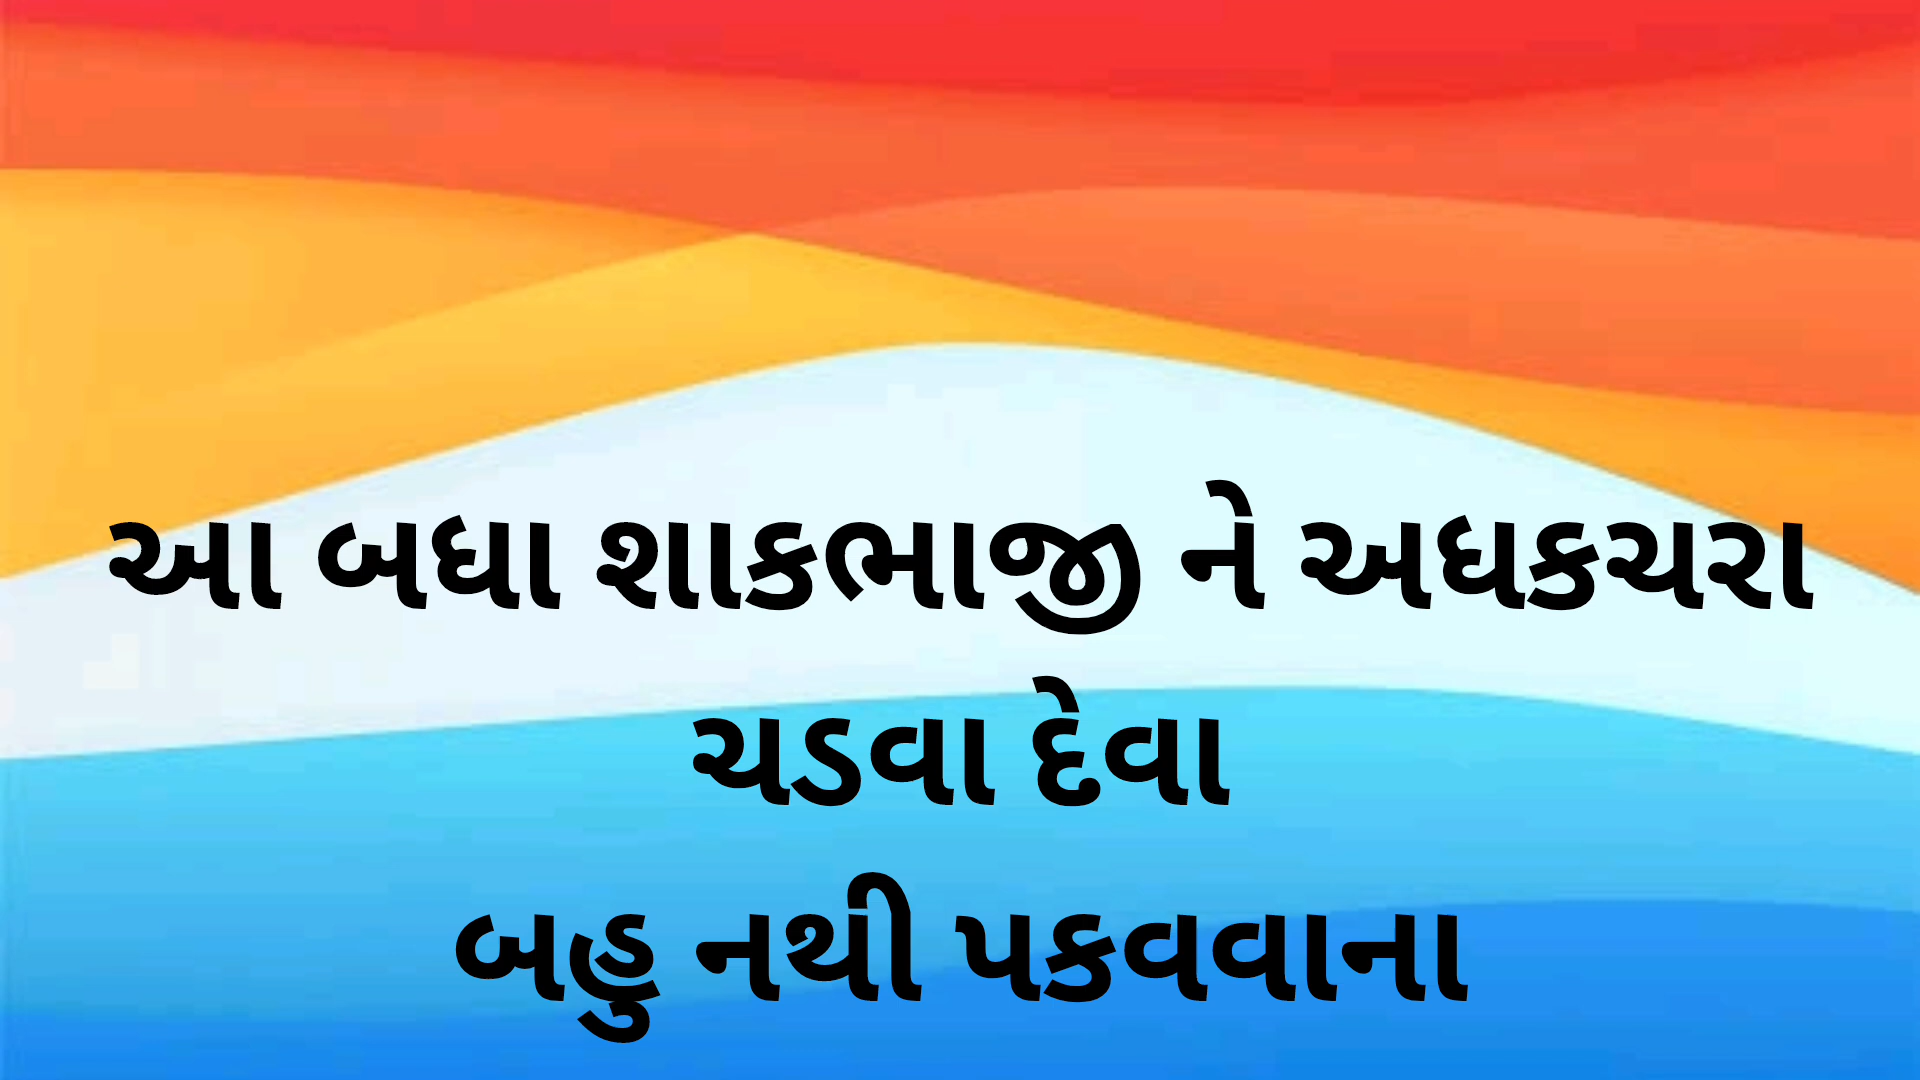 આ બધા શાકભાજી ને અધકચરા
ચડવા દેવા
બહુ નથી પકવવાના